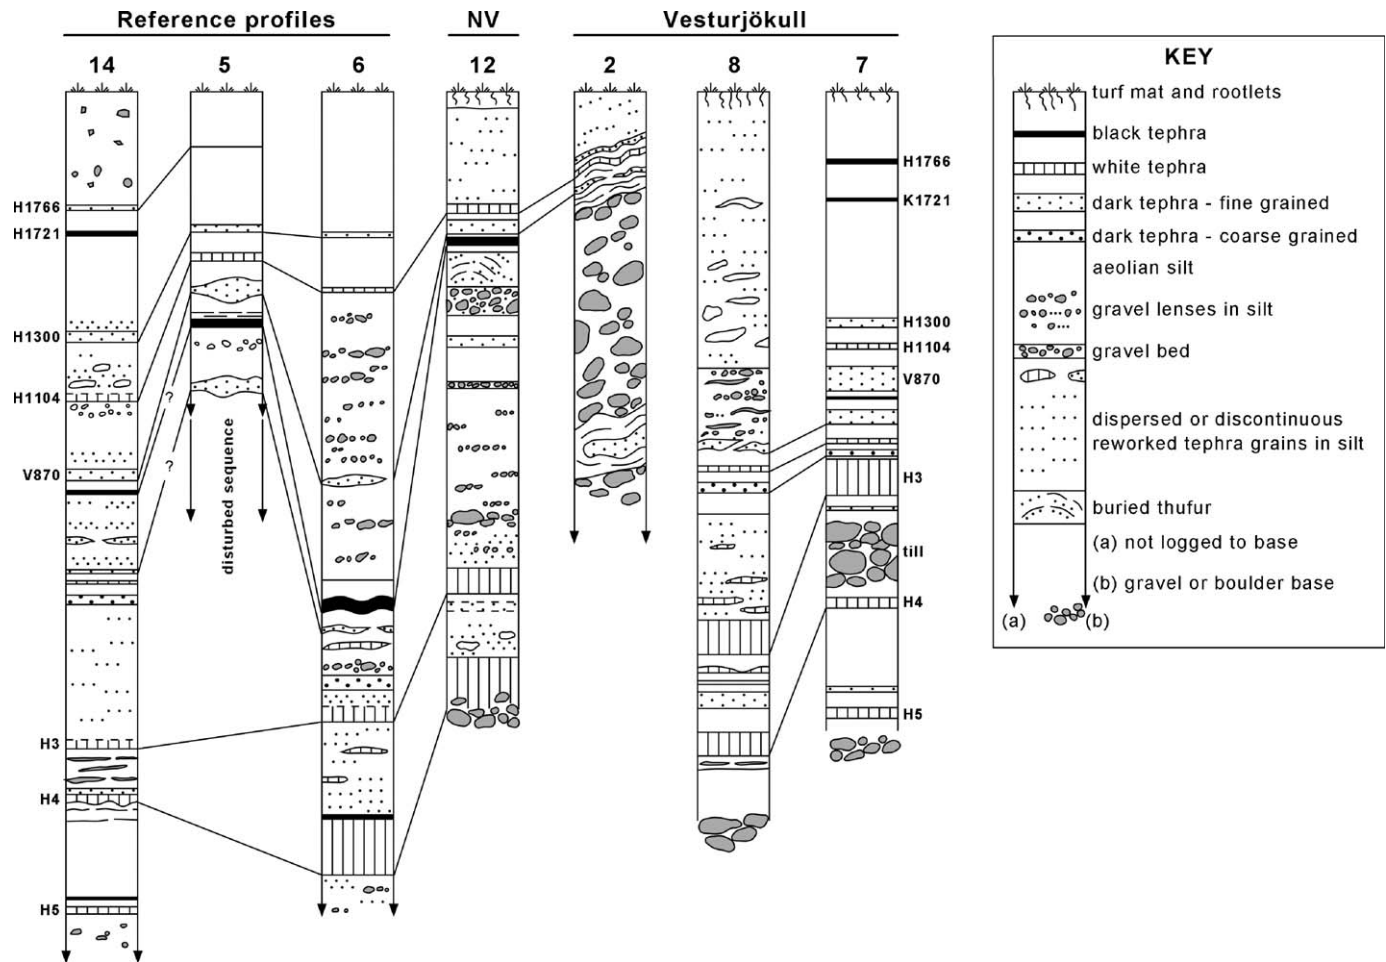 Reference profiles
NV
Vesturjökull
14
5
6
12
2
8
7
H1766
H1721
H1300
H1104
V870
H3
H4
H5
?
?
disturbed sequence
H1766
K1721
H1300
H1104
V870
H3
till
H4
H5
KEY
turf mat and rootlets
black tephra
white tephra
dark tephra - fine grained
dark tephra - coarse grained
aeolian silt
gravel lenses in silt
gravel bed
dispersed or discontinuous
reworked tephra grains in silt
buried thufur
(a) not logged to base
(b) gravel or boulder base
(a)
(b)